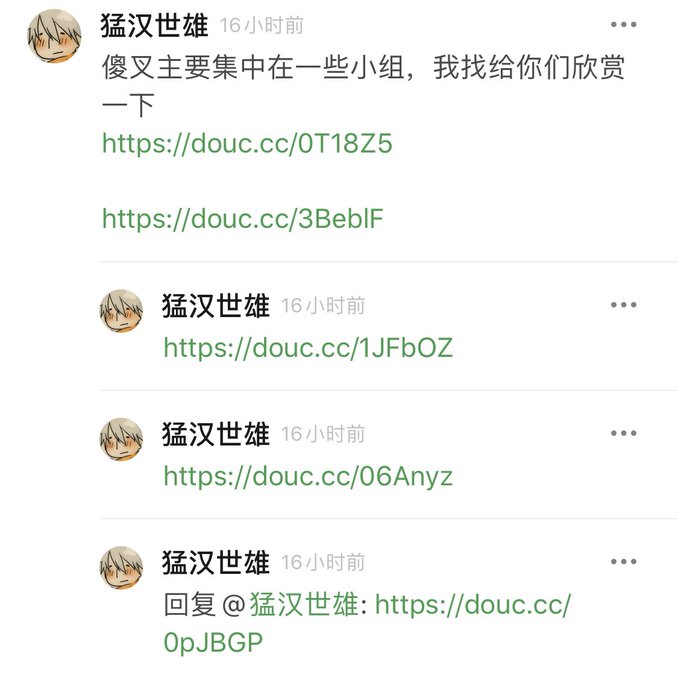 猛汉世雄 16小时前
傻叉主要集中在一些小组，我找给你们欣赏
一下
https://douc.cc/0T18Z5
https://douc.cc/3BeblF
猛汉世雄 16小时前
https://douc.cc/1JFbOZ
猛汉世雄 16小时前
https://douc.cc/06Anyz
猛汉世雄 16小时前
回复@猛汉世雄: https://douc.cc/
0pJBGP